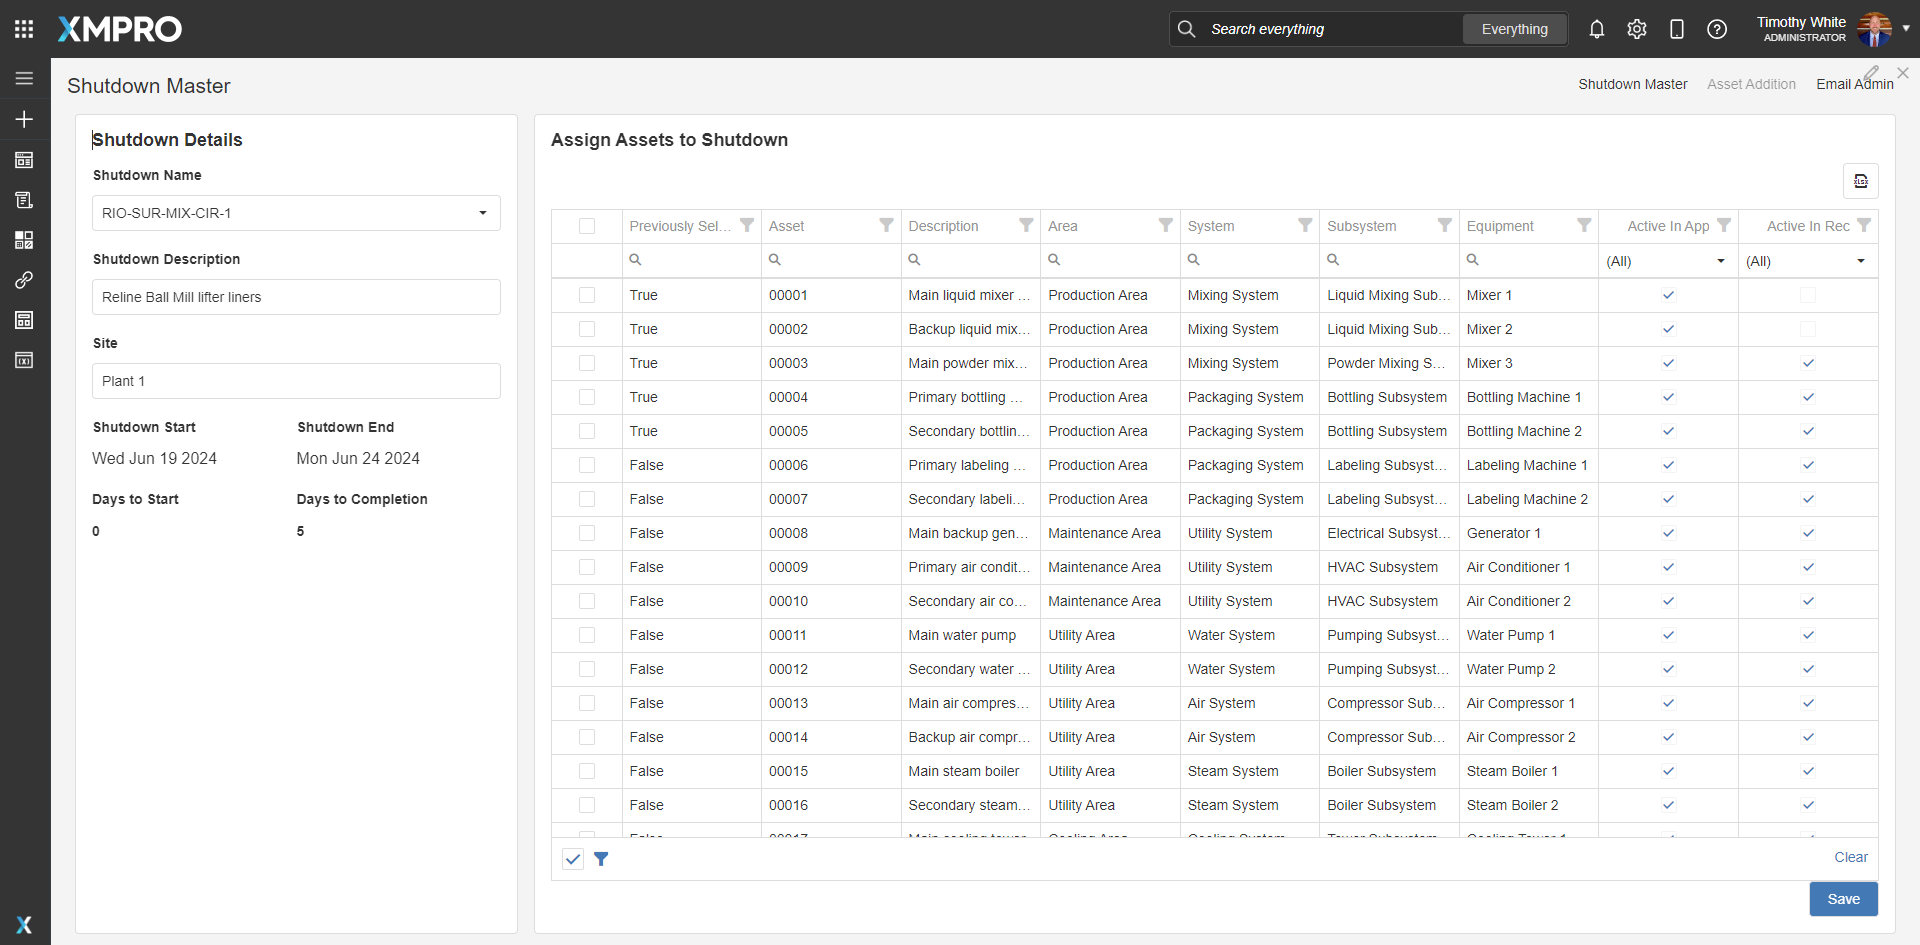 XMPRO
Search everything
Everything
Timothy White
ADMINISTRATOR
Shutdown Master
Shutdown Master Asset Addition Email Admin
Shutdown Details
Shutdown Name
RIO-SUR-MIX-CIR-1
Shutdown Description
Reline Ball Mill lifter liners
Site
Plant 1
Shutdown Start Shutdown End
Wed Jun 19 2024 Mon Jun 24 2024
Days to Start Days to Completion
0 5
Assign Assets to Shutdown
XLSX
Previously Sel... Asset Description Area System Subsystem Equipment Active In App Active In Rec
(All) (All)
True 00001 Main liquid mixer ... Production Area Mixing System Liquid Mixing Sub... Mixer 1
True 00002 Backup liquid mix... Production Area Mixing System Liquid Mixing Sub... Mixer 2
True 00003 Main powder mix... Production Area Mixing System Powder Mixing S... Mixer 3
True 00004 Primary bottling ... Production Area Packaging System Bottling Subsystem Bottling Machine 1
True 00005 Secondary bottlin... Production Area Packaging System Bottling Subsystem Bottling Machine 2
False 00006 Primary labeling ... Production Area Packaging System Labeling Subsyst... Labeling Machine 1
False 00007 Secondary labeli... Production Area Packaging System Labeling Subsyst... Labeling Machine 2
False 00008 Main backup gen... Maintenance Area Utility System Electrical Subsyst... Generator 1
False 00009 Primary air condit... Maintenance Area Utility System HVAC Subsystem Air Conditioner 1
False 00010 Secondary air co... Maintenance Area Utility System HVAC Subsystem Air Conditioner 2
False 00011 Main water pump Utility Area Water System Pumping Subsyst... Water Pump 1
False 00012 Secondary water ... Utility Area Water System Pumping Subsyst... Water Pump 2
False 00013 Main air compres... Utility Area Air System Compressor Sub... Air Compressor 1
False 00014 Backup air compr... Utility Area Air System Compressor Sub... Air Compressor 2
False 00015 Main steam boiler Utility Area Steam System Boiler Subsystem Steam Boiler 1
False 00016 Secondary steam... Utility Area Steam System Boiler Subsystem Steam Boiler 2
False 00017 Main cooling tower Cooling Area Cooling System Tower Subsystem Cooling Tower 1
Clear
Save